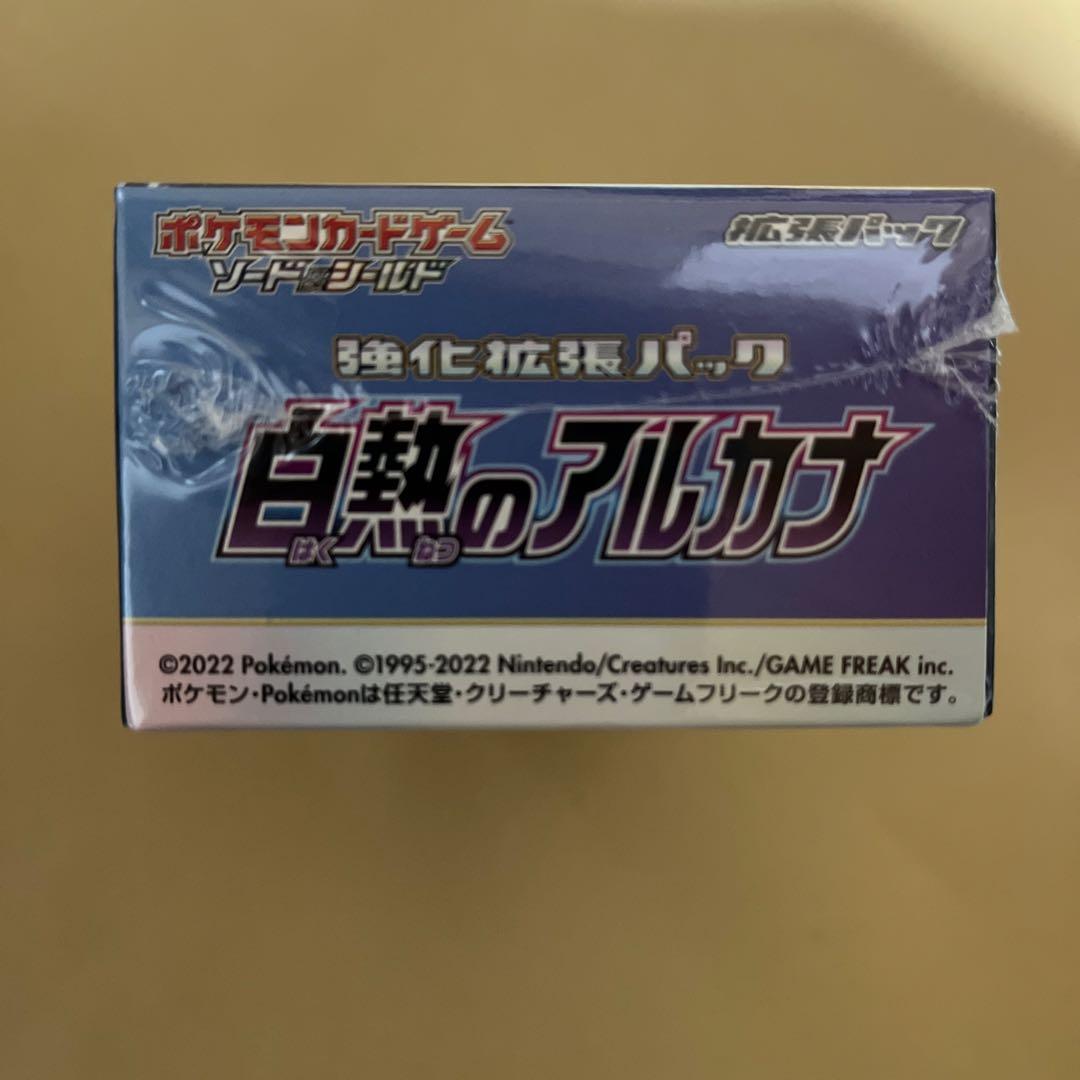 ポケモンカードゲーム
ソード&シールド
拡張パック
強化拡張パック
白熱のアルカナ
はく ねつ
©2022 Pokémon. ©1995-2022 Nintendo/Creatures Inc./GAME FREAK inc.
ポケモン・Pokémonは任天堂・クリーチャーズ・ゲームフリークの登録商標です。